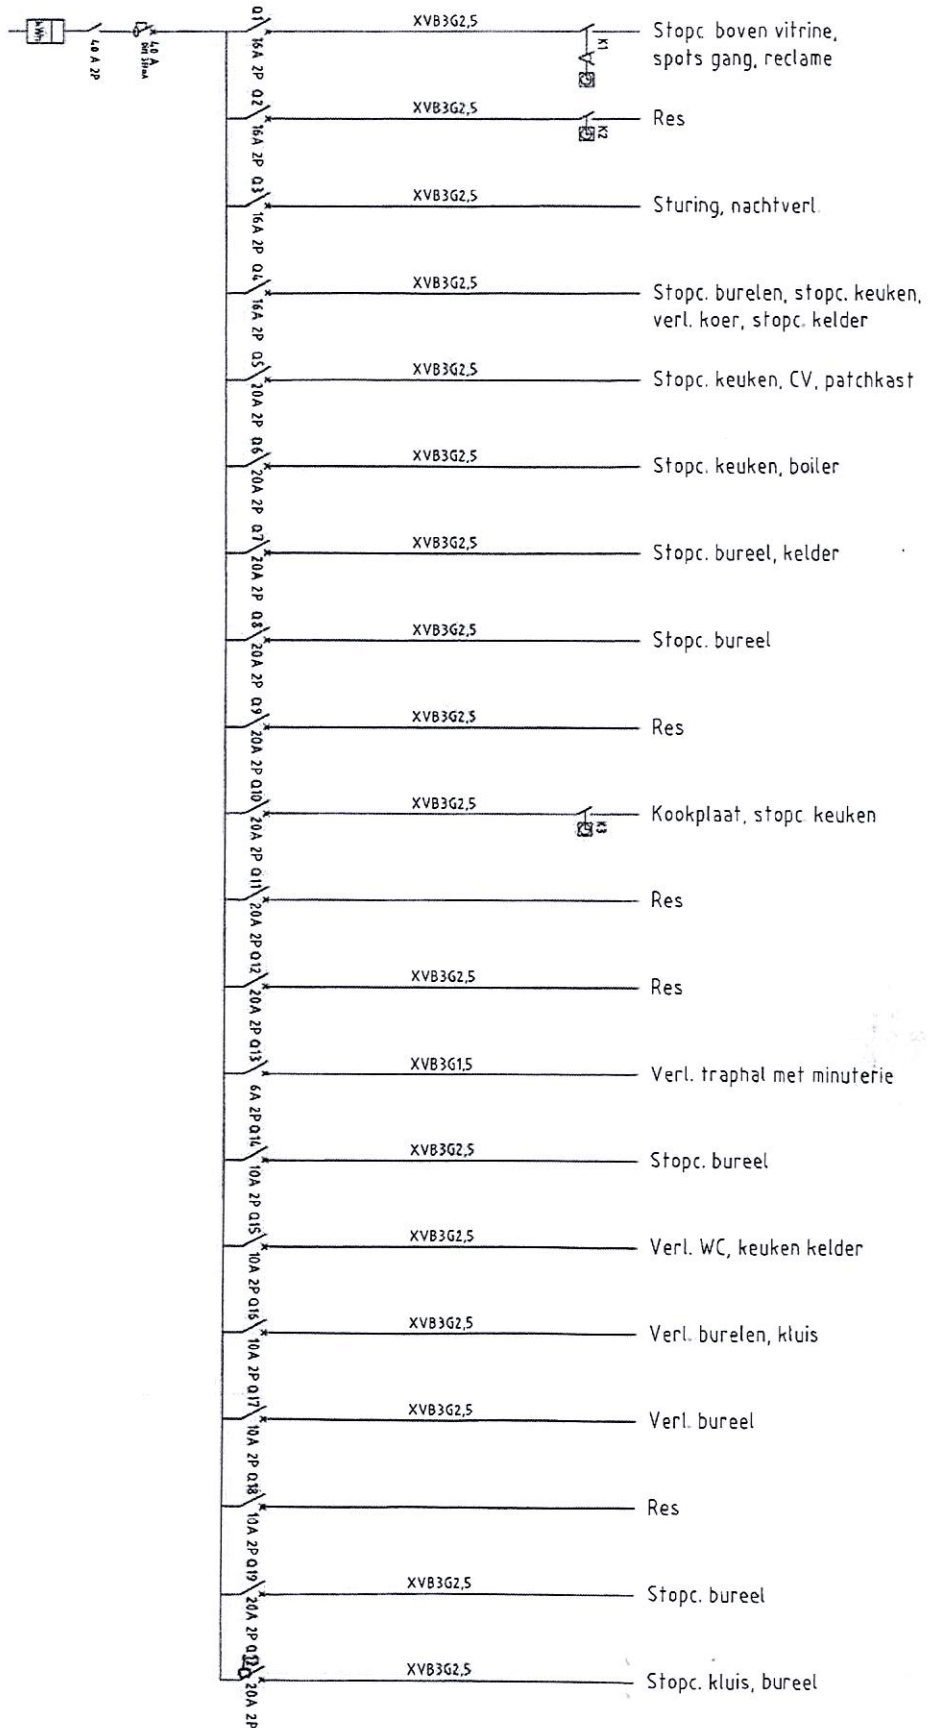 kWh
40 A 2P
40 A
Q1
16A 2P
XVB3G2,5
K1
Stopc boven vitrine,
spots gang, reclame
Q2
16A 2P
XVB3G2,5
K2
Res
Q3
16A 2P
XVB3G2,5
Sturing, nachtverl.
Q4
16A 2P
XVB3G2,5
Stopc. burelen, stopc. keuken,
verl. koer, stopc. kelder
Q5
20A 2P
XVB3G2,5
Stopc. keuken, CV, patchkast
Q6
20A 2P
XVB3G2,5
Stopc. keuken, boiler
Q7
20A 2P
XVB3G2,5
Stopc. bureel, kelder
Q8
20A 2P
XVB3G2,5
Stopc. bureel
Q9
20A 2P
XVB3G2,5
Res
Q10
20A 2P
XVB3G2,5
K3
Kookplaat, stopc. keuken
Q11
20A 2P
Res
Q12
20A 2P
XVB3G2,5
Res
Q13
6A 2P
XVB3G1,5
Verl. traphal met minuterie
Q14
10A 2P
XVB3G2,5
Stopc. bureel
Q15
10A 2P
XVB3G2,5
Verl. WC, keuken kelder
Q16
10A 2P
XVB3G2,5
Verl. burelen, kluis
Q17
10A 2P
XVB3G2,5
Verl. bureel
Q18
10A 2P
Res
Q19
20A 2P
XVB3G2,5
Stopc. bureel
20A 2P
XVB3G2,5
Stopc. kluis, bureel